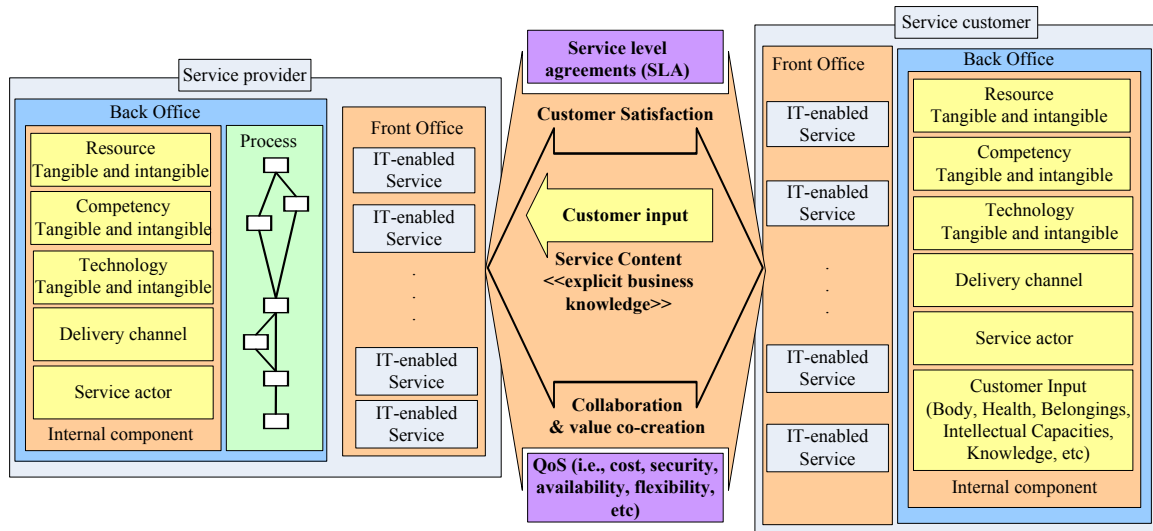 Service provider
Back Office
Resource
Tangible and intangible
Competency
Tangible and intangible
Technology
Tangible and intangible
Delivery channel
Service actor
Internal component
Process
Front Office
IT-enabled
Service
IT-enabled
Service
.
.
.
IT-enabled
Service
IT-enabled
Service
Service level
agreements (SLA)
Customer Satisfaction
Customer input
Service Content
<<explicit business
knowledge>>
Collaboration
& value co-creation
QoS (i.e., cost, security,
availability, flexibility,
etc)
Service customer
Front Office
IT-enabled
Service
IT-enabled
Service
.
.
.
IT-enabled
Service
IT-enabled
Service
Back Office
Resource
Tangible and intangible
Competency
Tangible and intangible
Technology
Tangible and intangible
Delivery channel
Service actor
Customer Input
(Body, Health, Belongings,
Intellectual Capacities,
Knowledge, etc)
Internal component